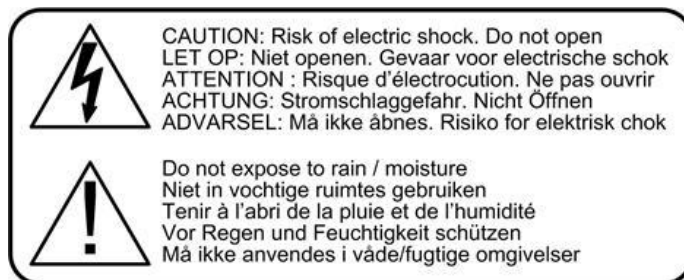 CAUTION: Risk of electric shock. Do not open
LET OP: Niet openen. Gevaar voor electrische schok
ATTENTION : Risque d'électrocution. Ne pas ouvrir
ACHTUNG: Stromschlaggefahr. Nicht Öffnen
ADVARSEL: Må ikke åbnes. Risiko for elektrisk chok
!
Do not expose to rain / moisture
Niet in vochtige ruimtes gebruiken
Tenir à l'abri de la pluie et de l'humidité
Vor Regen und Feuchtigkeit schützen
Må ikke anvendes i våde/fugtige omgivelser